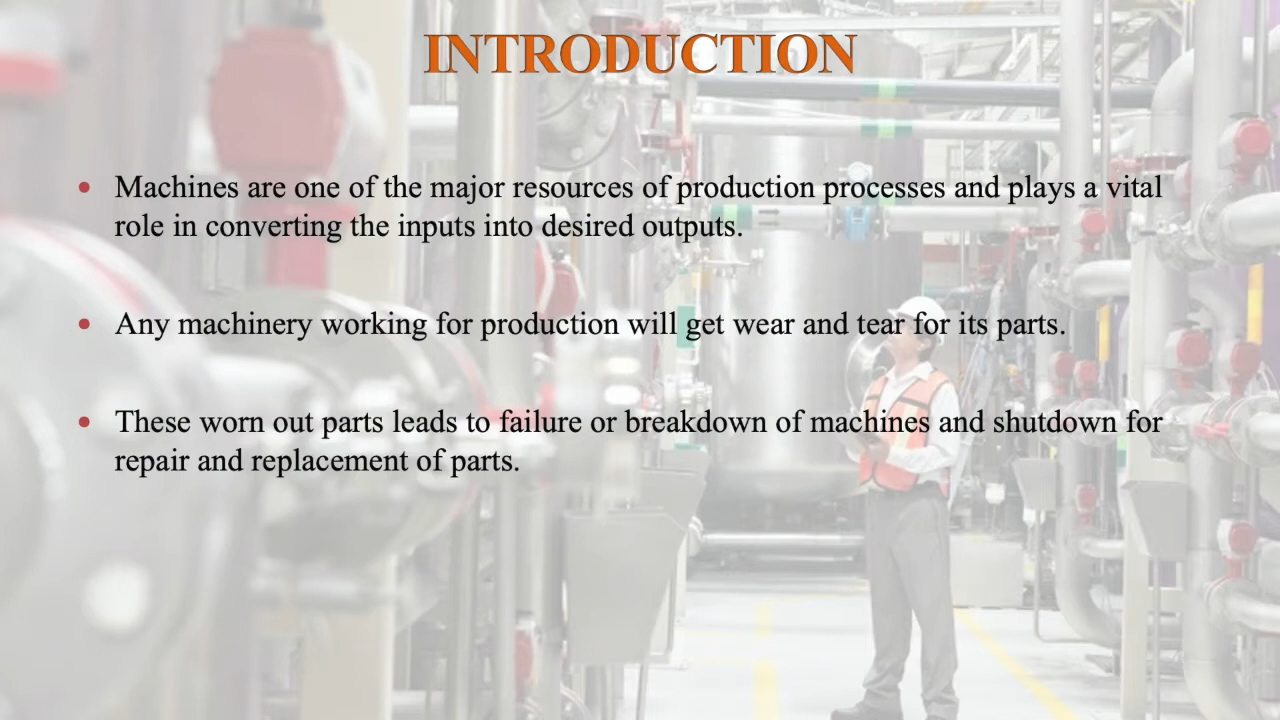 INTRODUCTION
• Machines are one of the major resources of production processes and plays a vital
role in converting the inputs into desired outputs.
• Any machinery working for production will get wear and tear for its parts.
• These worn out parts leads to failure or breakdown of machines and shutdown for
repair and replacement of parts.